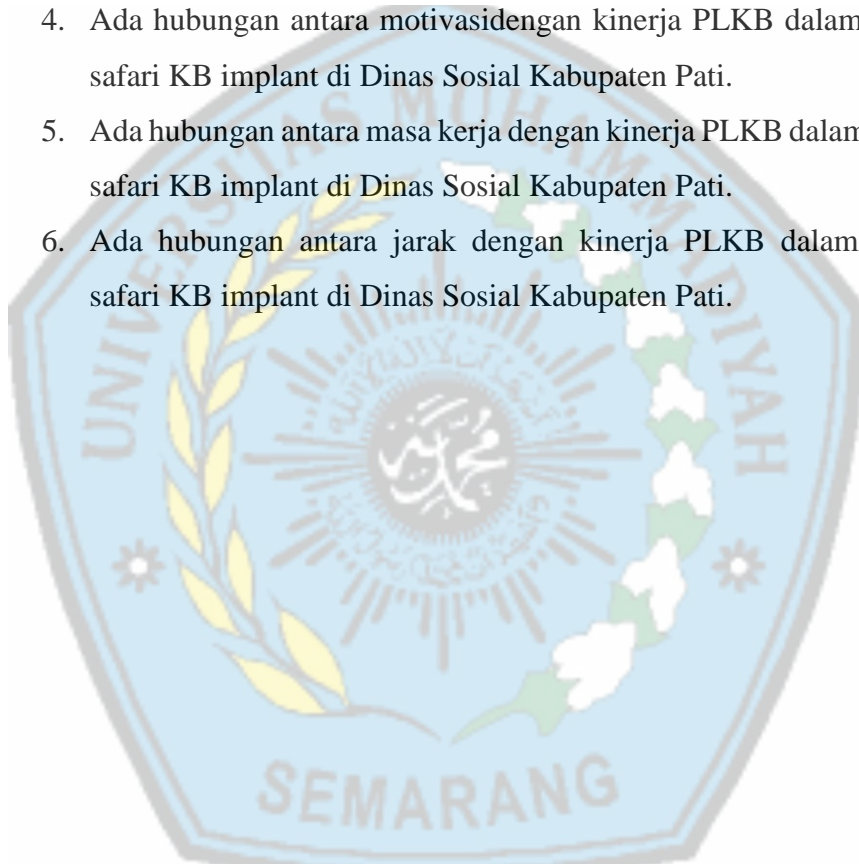 4. Ada hubungan antara motivasidengan kinerja PLKB dalam
safari KB implant di Dinas Sosial Kabupaten Pati.
5. Ada hubungan antara masa kerja dengan kinerja PLKB dalam
safari KB implant di Dinas Sosial Kabupaten Pati.
6. Ada hubungan antara jarak dengan kinerja PLKB dalam
safari KB implant di Dinas Sosial Kabupaten Pati.
UNIVERSITAS MUHAMMADIYAH
SEMARANG